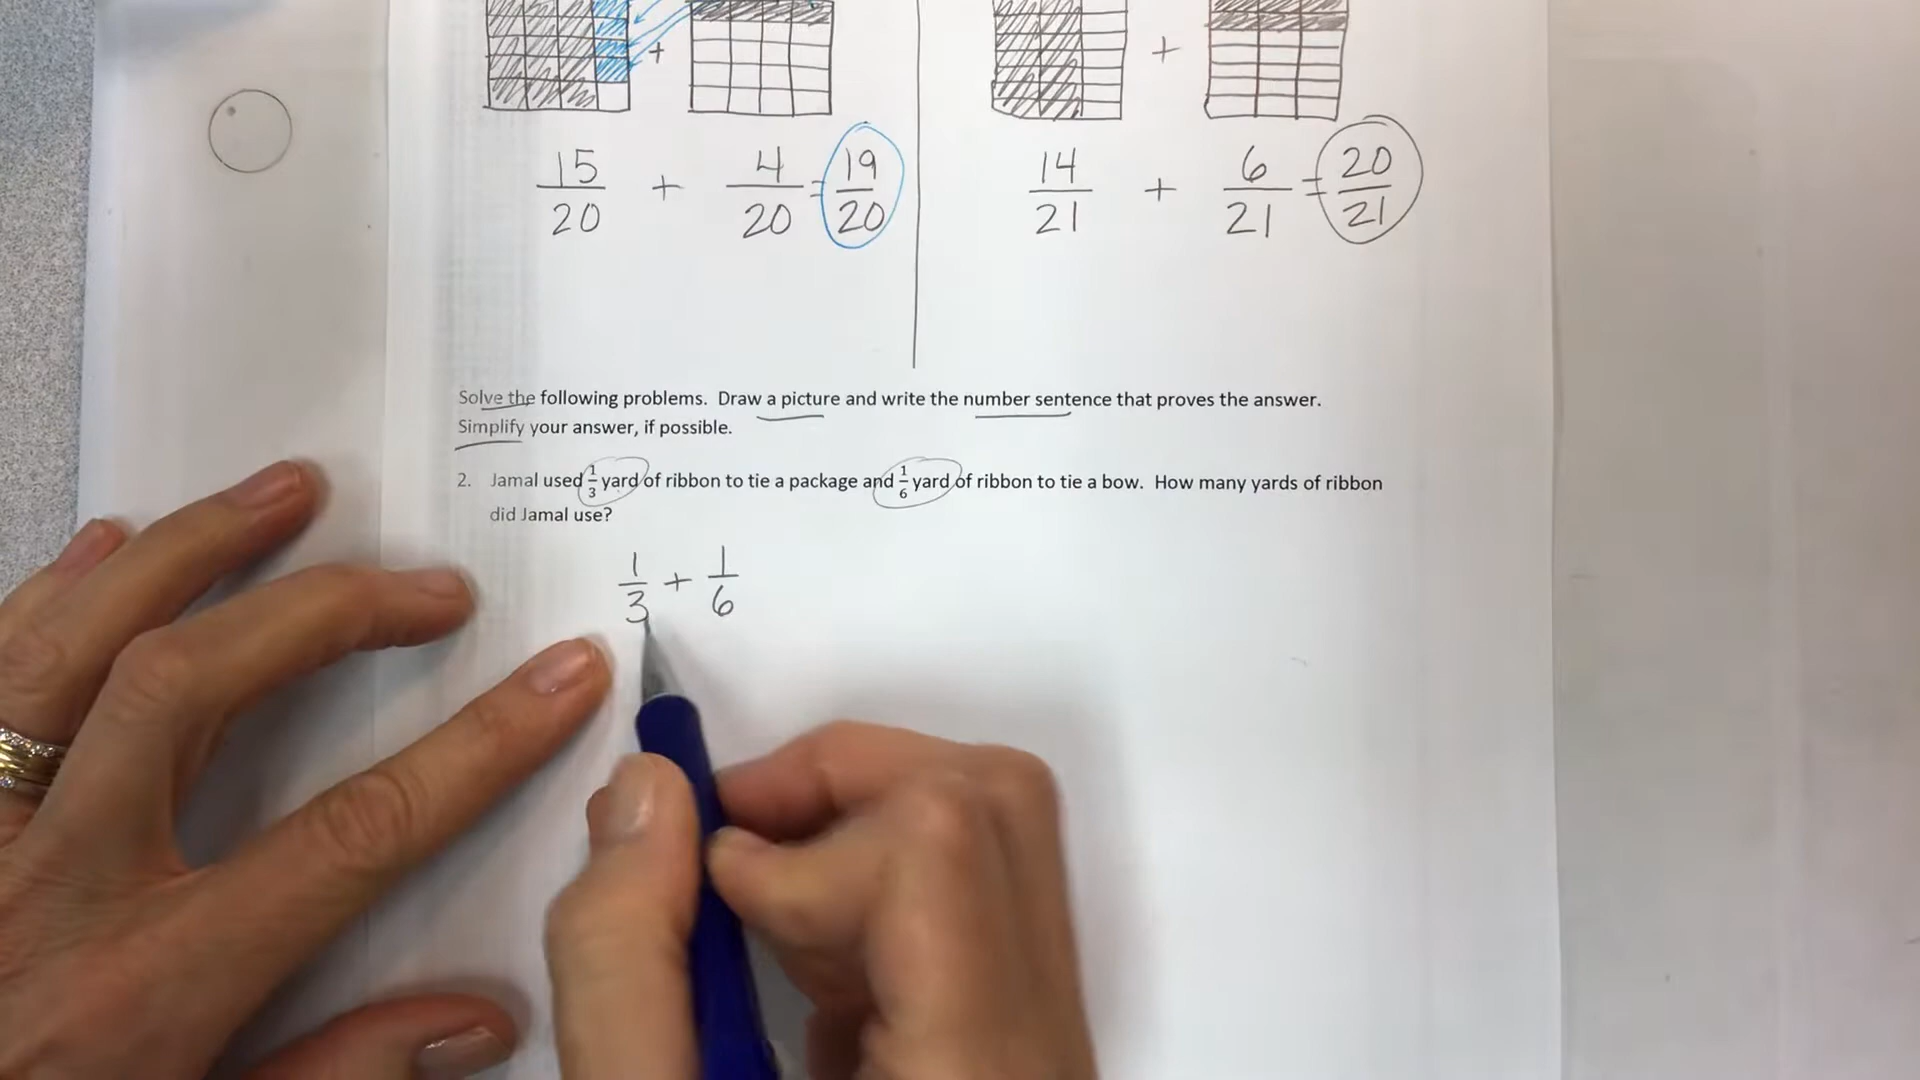 + +
15/20 + 4/20 = 19/20
14/21 + 6/21 = 20/21
Solve the following problems. Draw a picture and write the number sentence that proves the answer.
Simplify your answer, if possible.
2. Jamal used 1/3 yard of ribbon to tie a package and 1/6 yard of ribbon to tie a bow. How many yards of ribbon
did Jamal use?
1/3 + 1/6